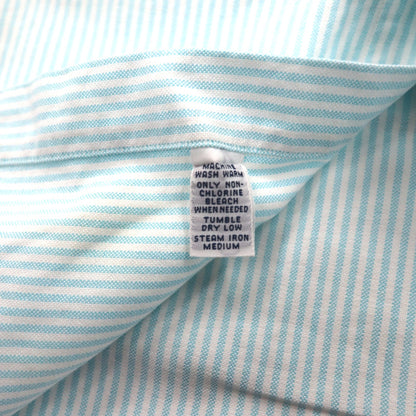 MACHINE
WASH WARM
ONLY NON-
CHLORINE
BLEACH
WHEN NEEDED
TUMBLE
DRY LOW
STEAM IRON
MEDIUM